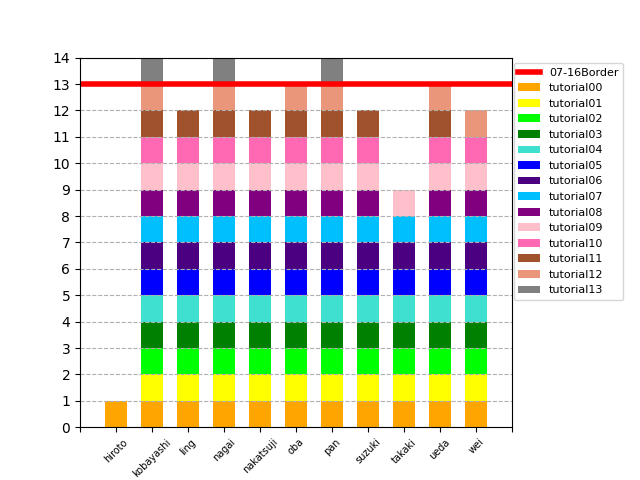 14
13
12
11
10
9
8
7
6
5
4
3
2
1
0
hiroto
kobayashi
ling
nagai
nakatsuji
oba
pan
suzuki
takaki
ueda
wei
07-16Border
tutorial00
tutorial01
tutorial02
tutorial03
tutorial04
tutorial05
tutorial06
tutorial07
tutorial08
tutorial09
tutorial10
tutorial11
tutorial12
tutorial13